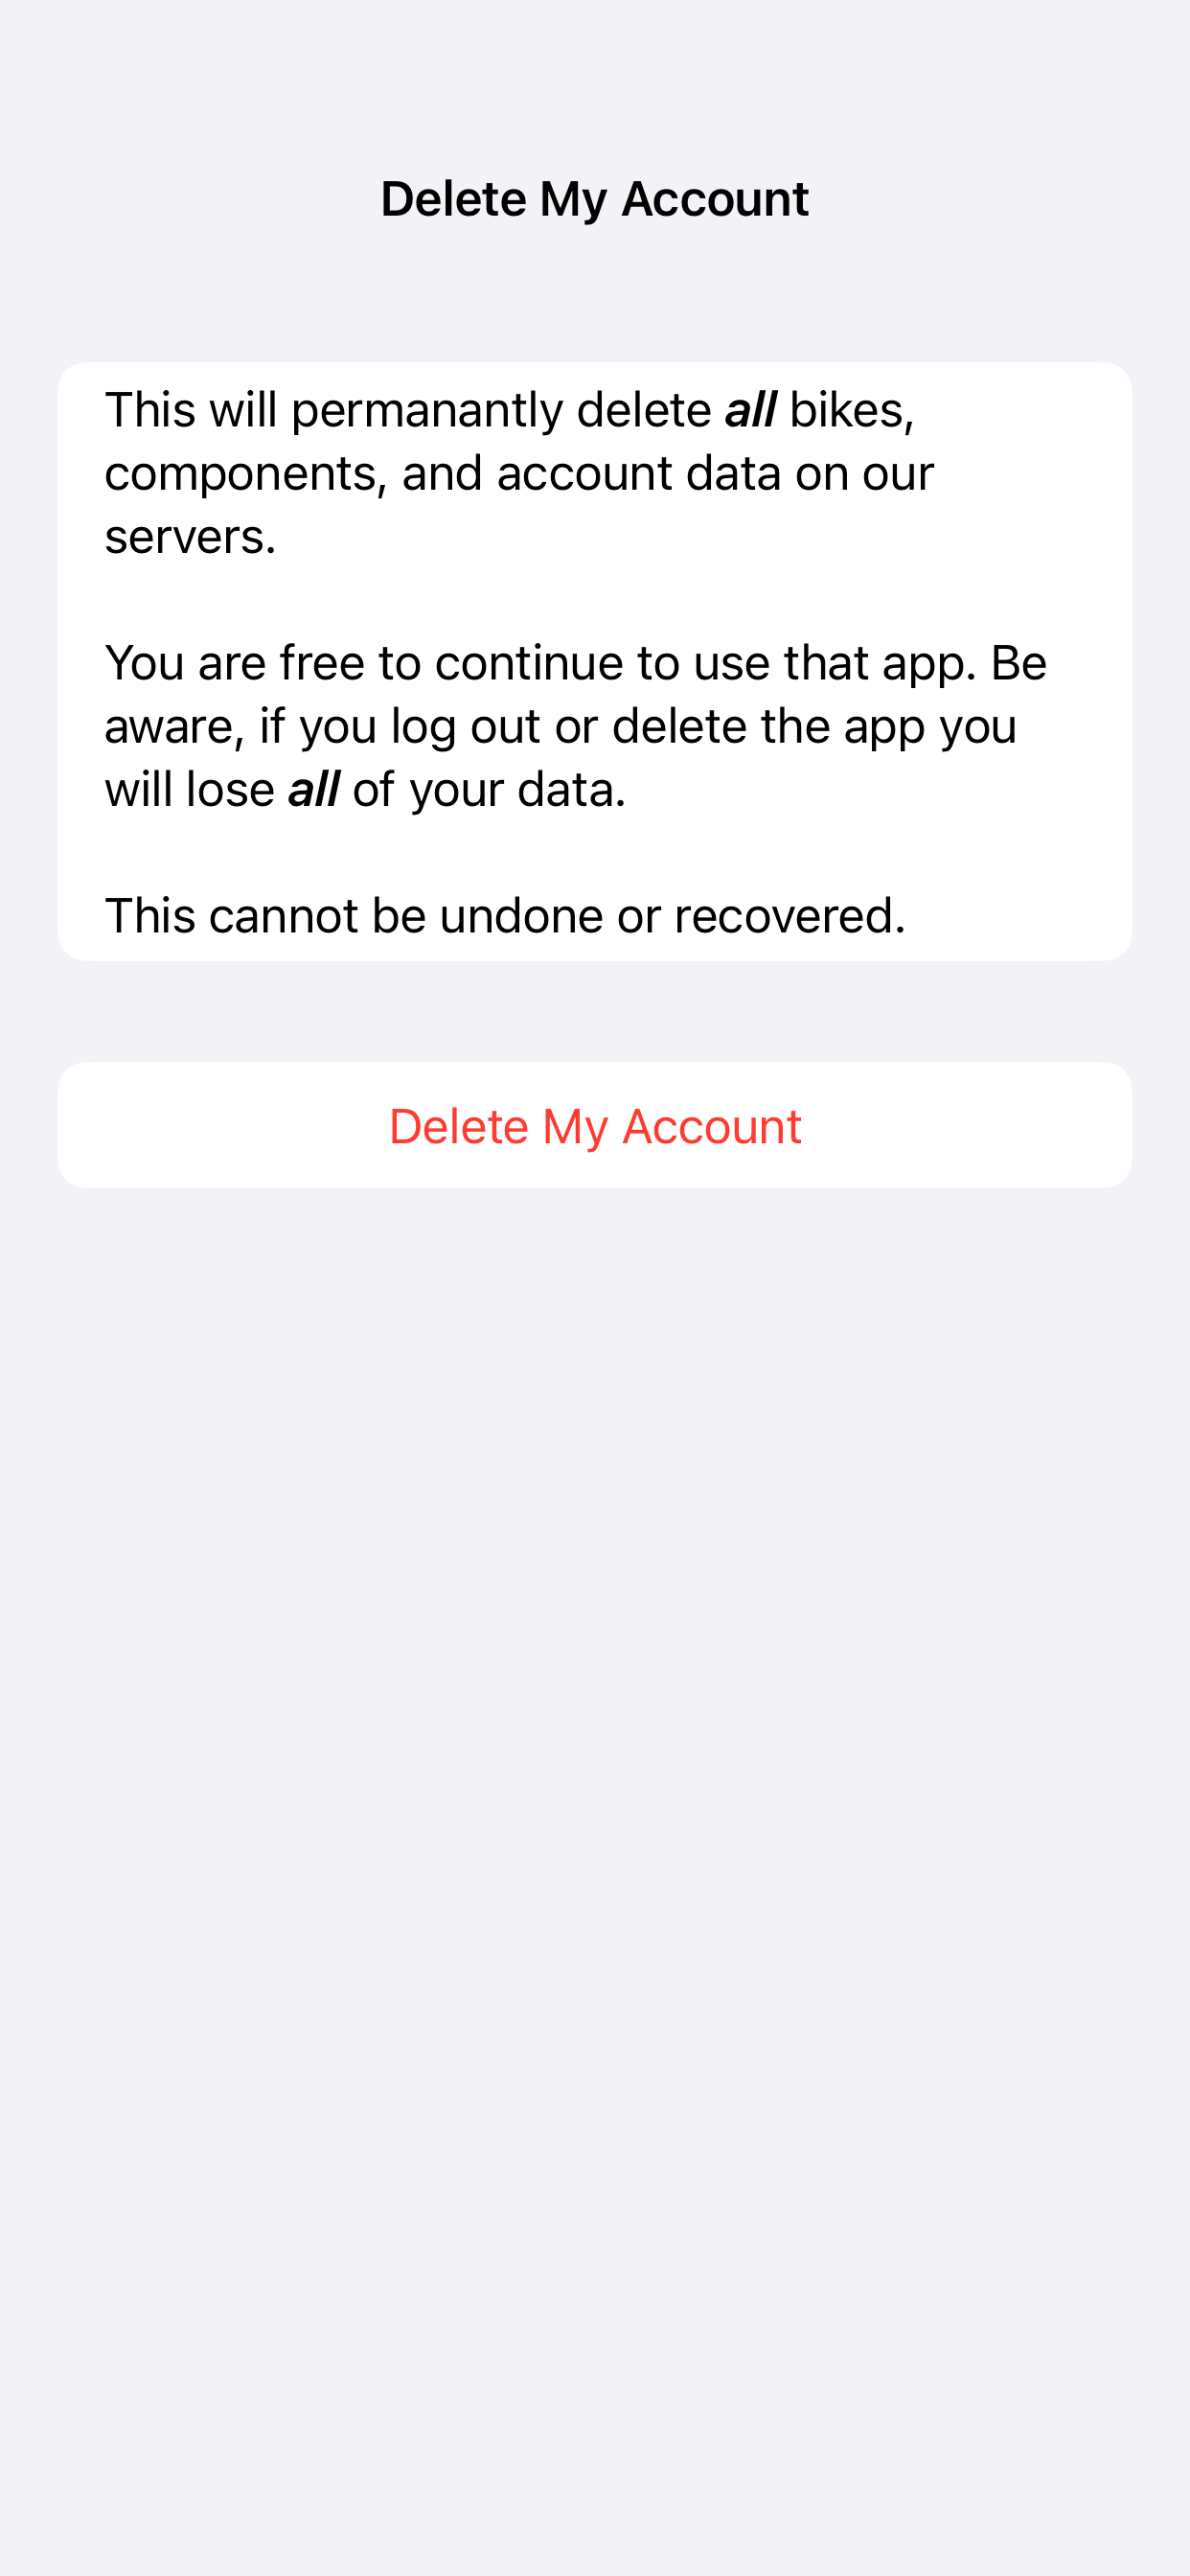 Delete My Account
This will permanantly delete all bikes,
components, and account data on our
servers.
You are free to continue to use that app. Be
aware, if you log out or delete the app you
will lose all of your data.
This cannot be undone or recovered.
Delete My Account